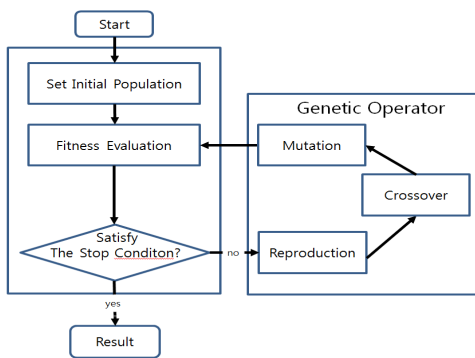 Start
Set Initial Population
Fitness Evaluation
Satisfy
The Stop Conditon?
no
yes
Result
Genetic Operator
Mutation
Crossover
Reproduction